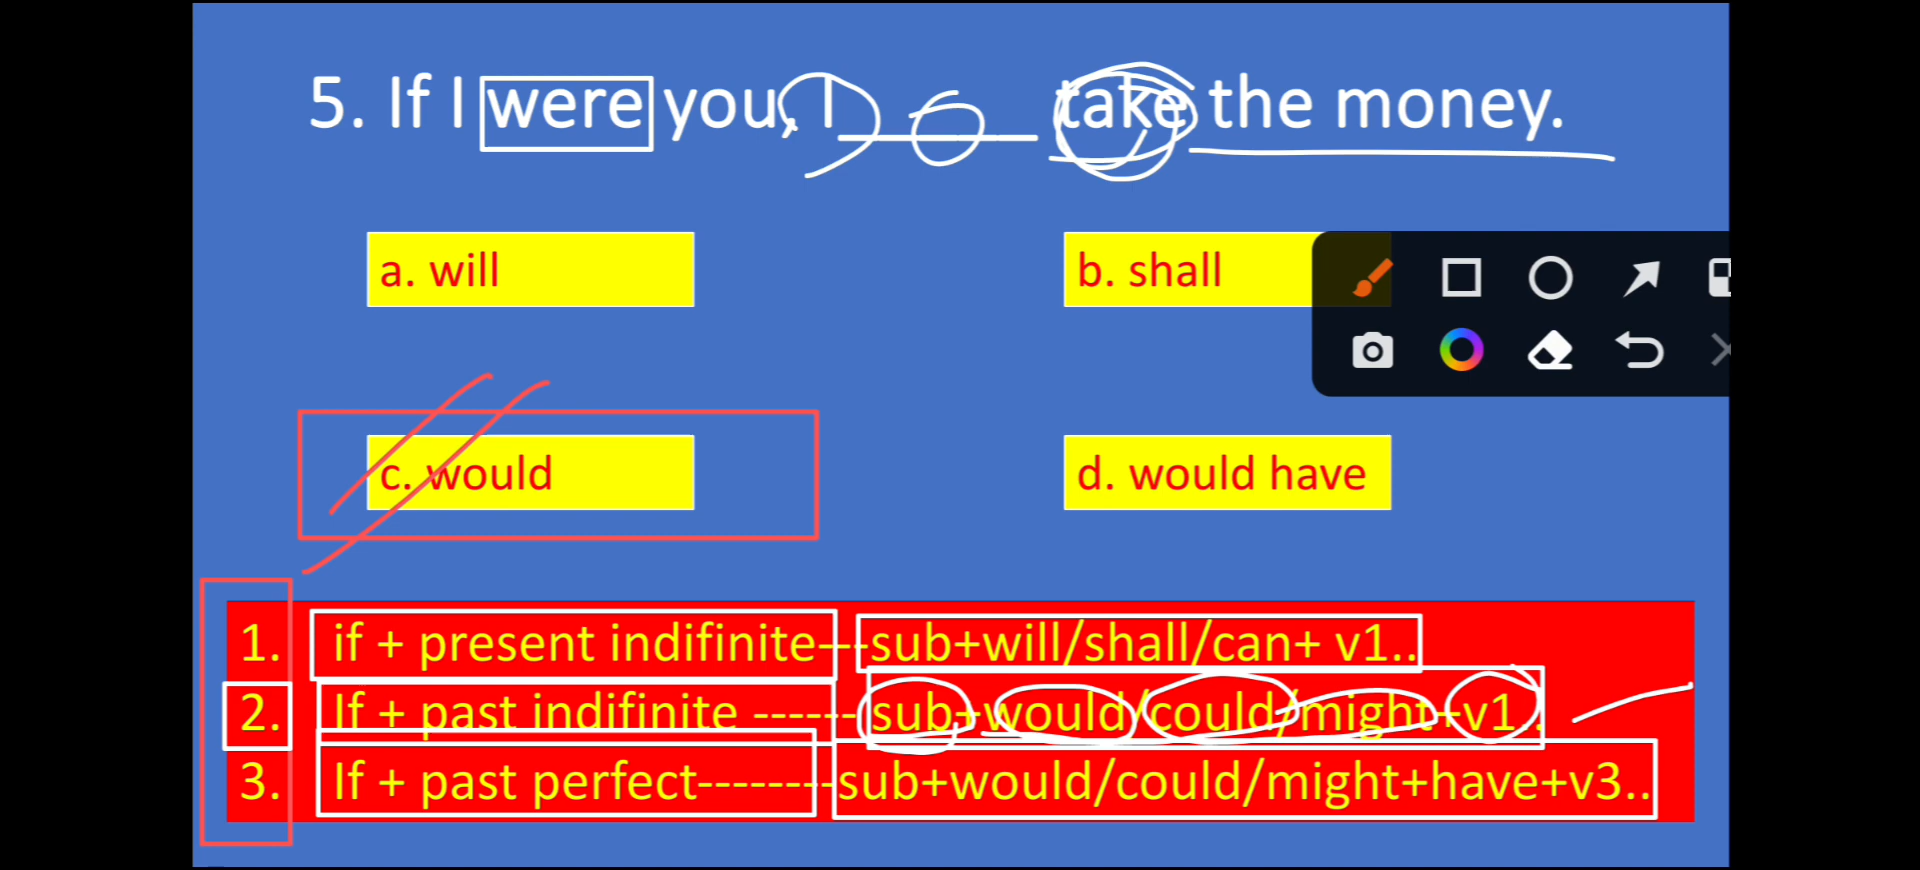 5. If I were you, I________ take the money.
a. will
b. shall
c. would
d. would have
1. if + present indifinite---sub+will/shall/can+ v1..
2. If + past indifinite ------sub+would/could/might+v1..
3. If + past perfect--------sub+would/could/might+have+v3..